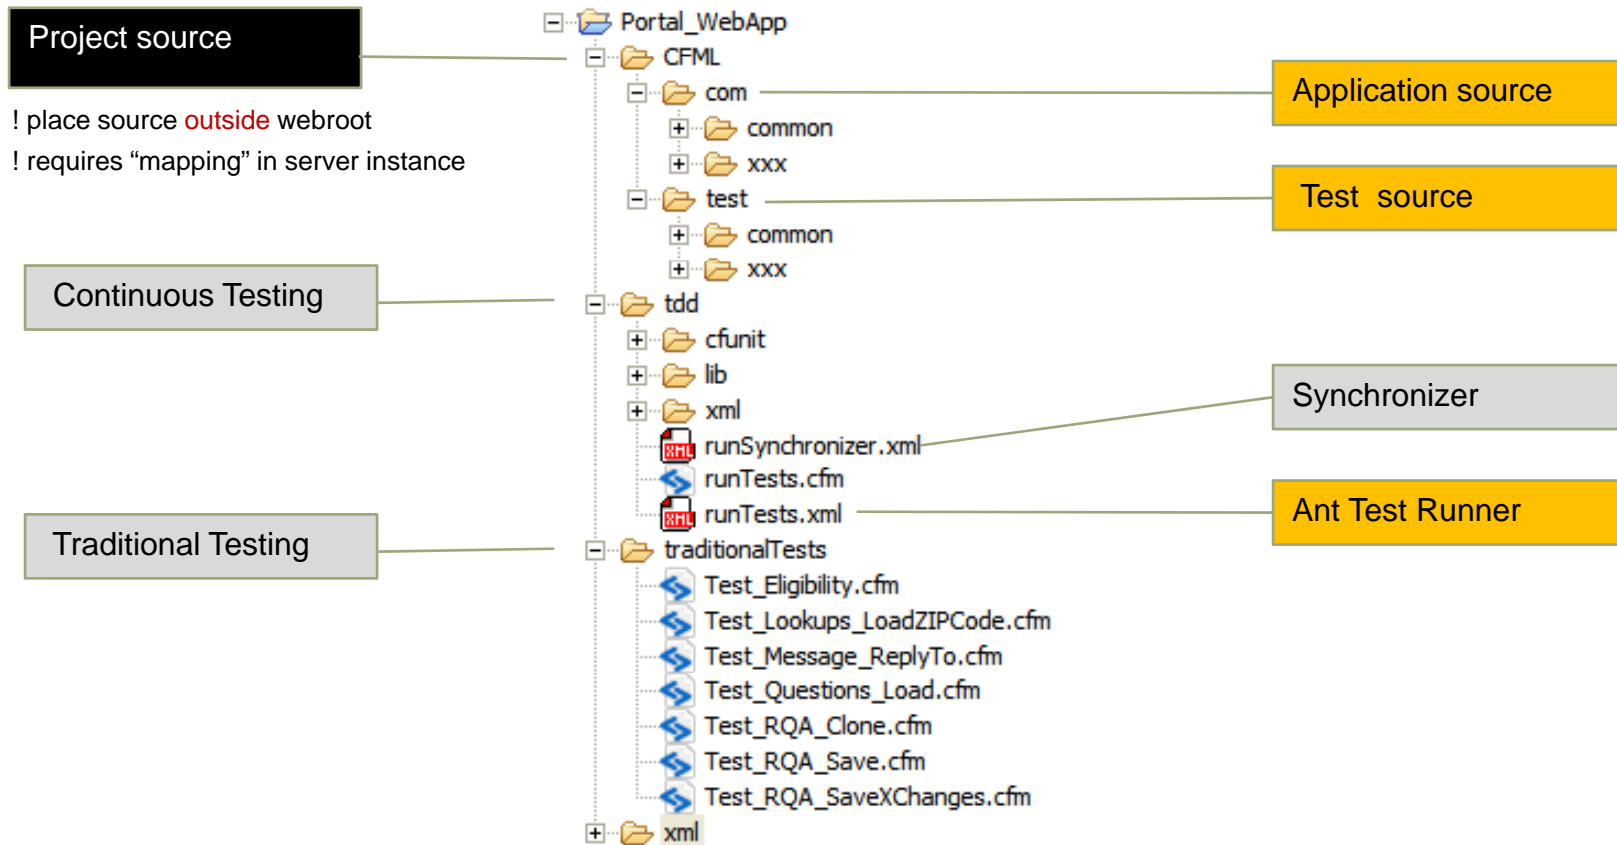 Project source
! place source outside webroot
! requires “mapping” in server instance
Continuous Testing
Traditional Testing
Portal_WebApp
CFML
com
common
xxx
test
common
xxx
tdd
cfunit
lib
xml
XML runSynchronizer.xml
runTests.cfm
XML runTests.xml
traditionalTests
Test_Eligibility.cfm
Test_Lookups_LoadZIPCode.cfm
Test_Message_ReplyTo.cfm
Test_Questions_Load.cfm
Test_RQA_Clone.cfm
Test_RQA_Save.cfm
Test_RQA_SaveXChanges.cfm
xml
Application source
Test source
Synchronizer
Ant Test Runner